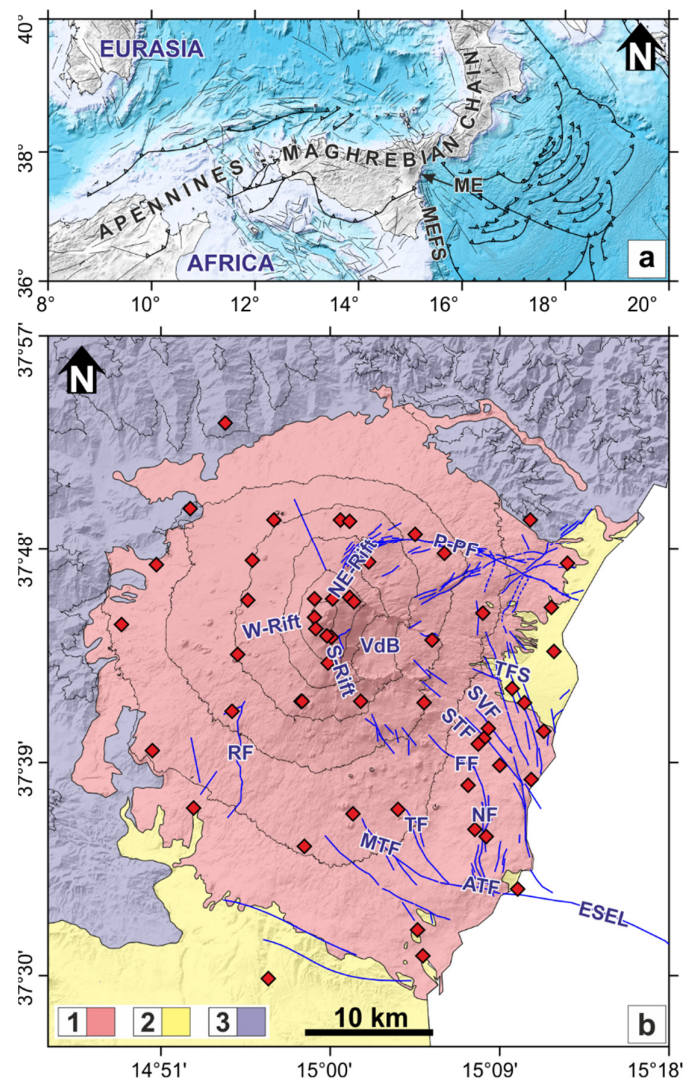 40°
EURASIA
N
38°
APENNINES - MAGHREBIAN CHAIN
ME
MEFS
AFRICA
a
36°
8°
10°
12°
14°
16°
18°
20°
37°57'
N
37°48'
P-PF
NE-Rift
W-Rift
VdB
S-Rift
TFS
SVF
STF
37°39'
RF
FF
NF
TF
MTF
ATF
ESEL
37°30'
1
2
3
10 km
b
14°51'
15°00'
15°09'
15°18'